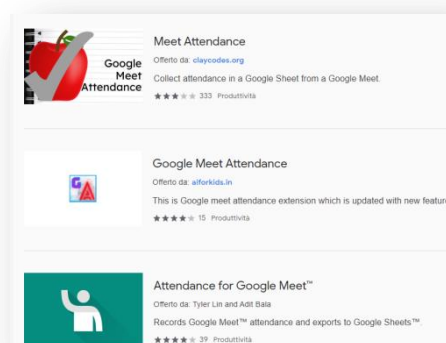 Google
Meet
Attendance
Meet Attendance
Offerto da: claycodes.org
Collect attendance in a Google Sheet from a Google Meet.
333 Produttività
Google Meet Attendance
Offerto da: aiforkids.in
This is Google meet attendance extension which is updated with new feature
15 Produttività
Attendance for Google Meet™
Offerto da: Tyler Lin and Adit Bala
Records Google Meet™ attendance and exports to Google Sheets™.
39 Produttività